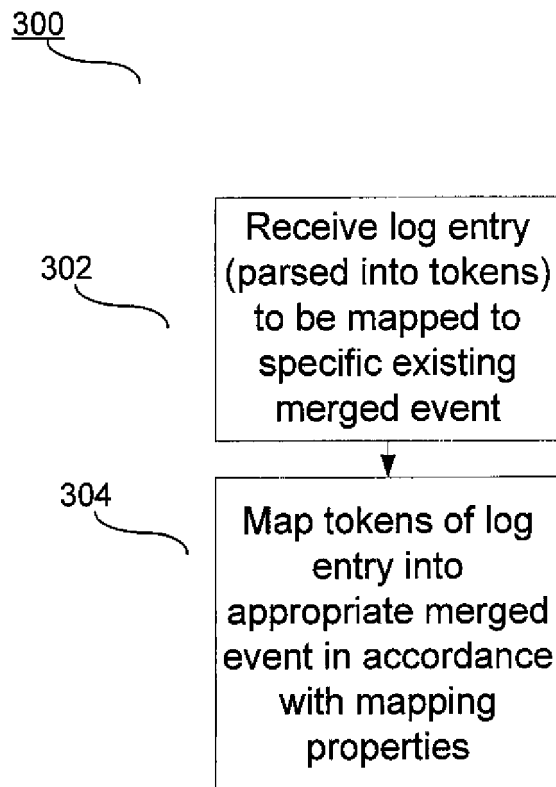 300
302
Receive log entry
(parsed into tokens)
to be mapped to
specific existing
merged event
304
Map tokens of log
entry into
appropriate merged
event in accordance
with mapping
properties